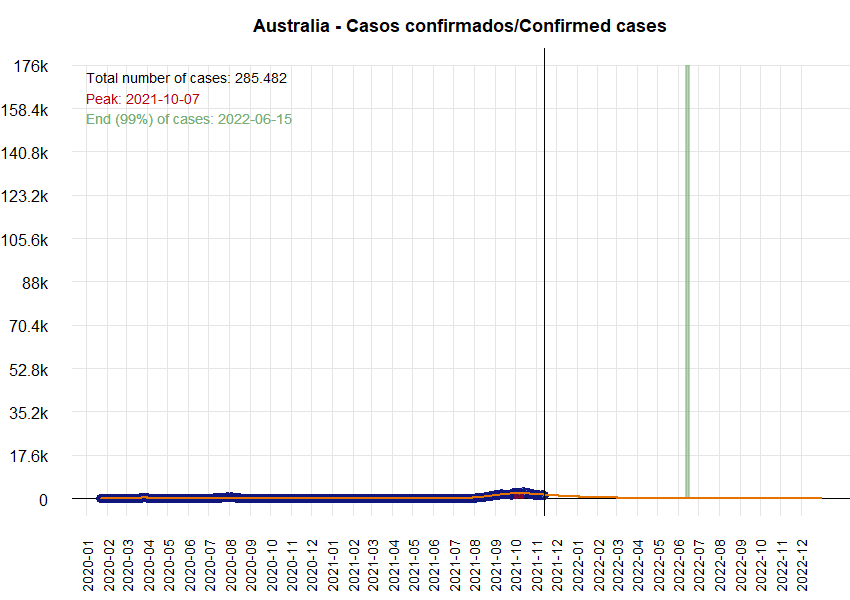 Australia - Casos confirmados/Confirmed cases
176k
Total number of cases: 285.482
Peak: 2021-10-07
End (99%) of cases: 2022-06-15
158.4k
140.8k
123.2k
105.6k
88k
70.4k
52.8k
35.2k
17.6k
0
2020-01
2020-02
2020-03
2020-04
2020-05
2020-06
2020-07
2020-08
2020-09
2020-10
2020-11
2020-12
2021-01
2021-02
2021-03
2021-04
2021-05
2021-06
2021-07
2021-08
2021-09
2021-10
2021-11
2021-12
2022-01
2022-02
2022-03
2022-04
2022-05
2022-06
2022-07
2022-08
2022-09
2022-10
2022-11
2022-12